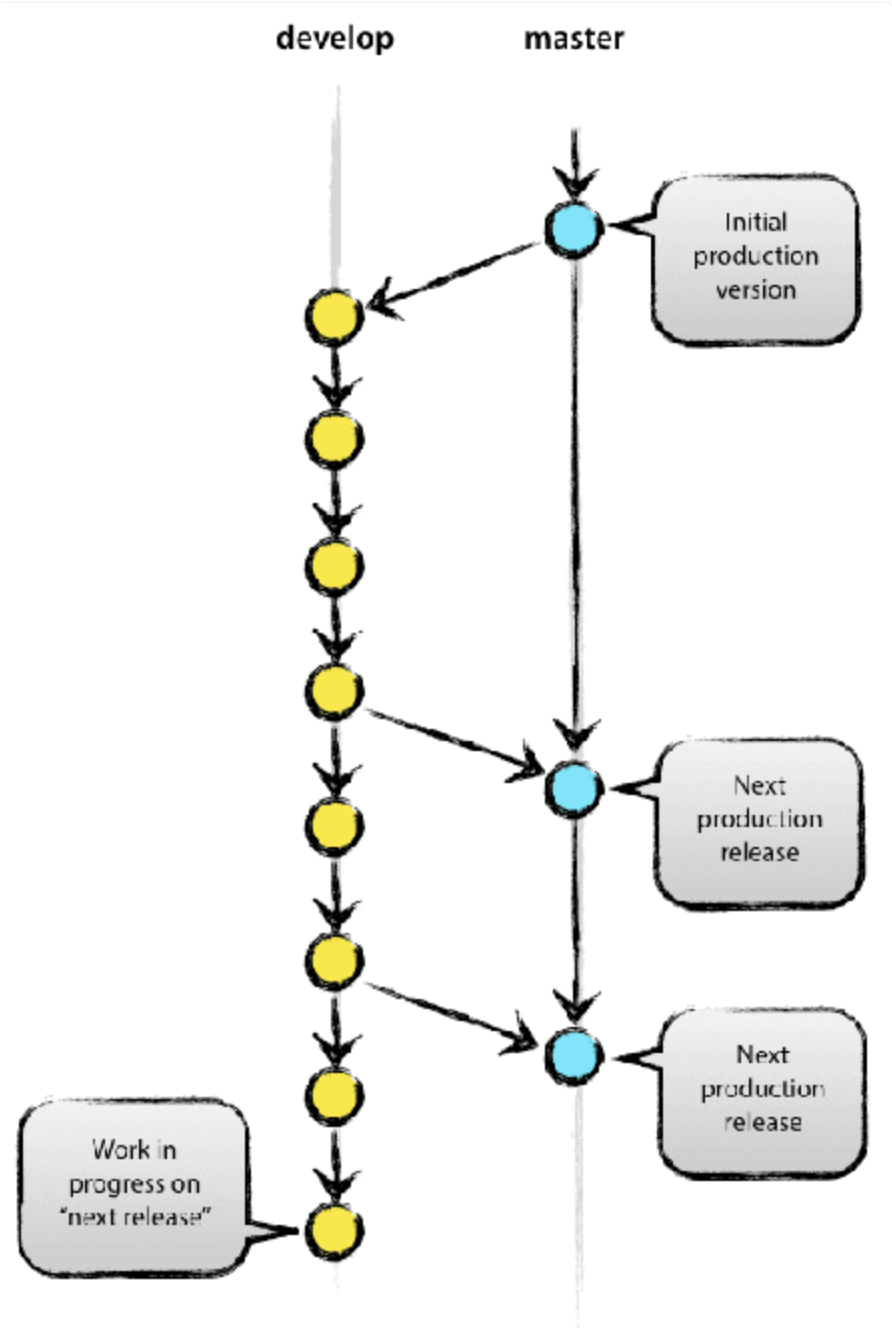 develop
master
Initial
production
version
Next
production
release
Next
production
release
Work in
progress on
“next release”